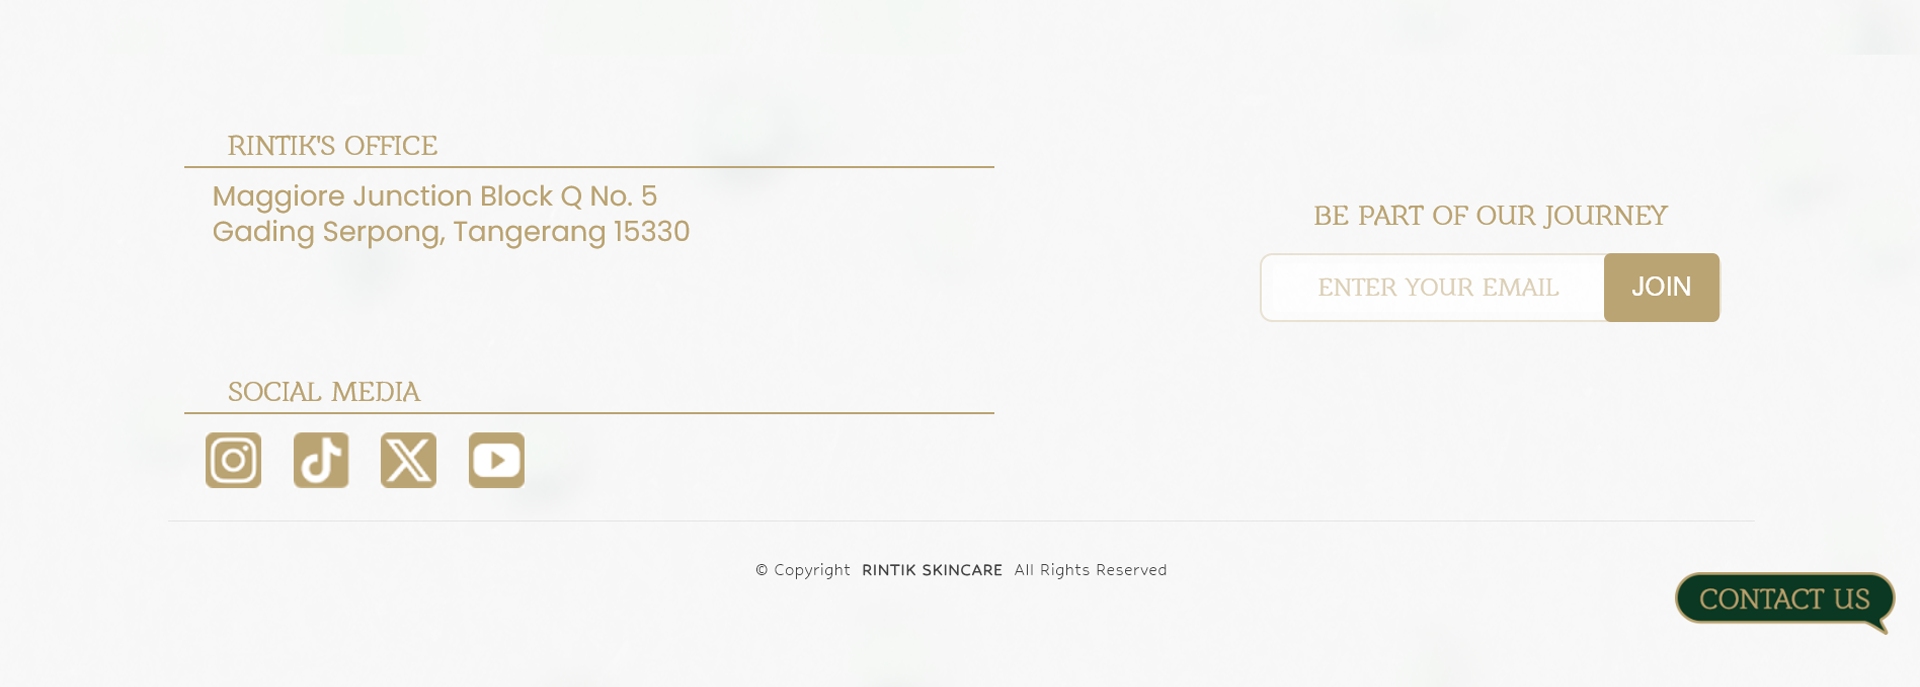 RINTIK'S OFFICE
Maggiore Junction Block Q No. 5
Gading Serpong, Tangerang 15330
BE PART OF OUR JOURNEY
ENTER YOUR EMAIL
JOIN
SOCIAL MEDIA
© Copyright RINTIK SKINCARE All Rights Reserved
CONTACT US